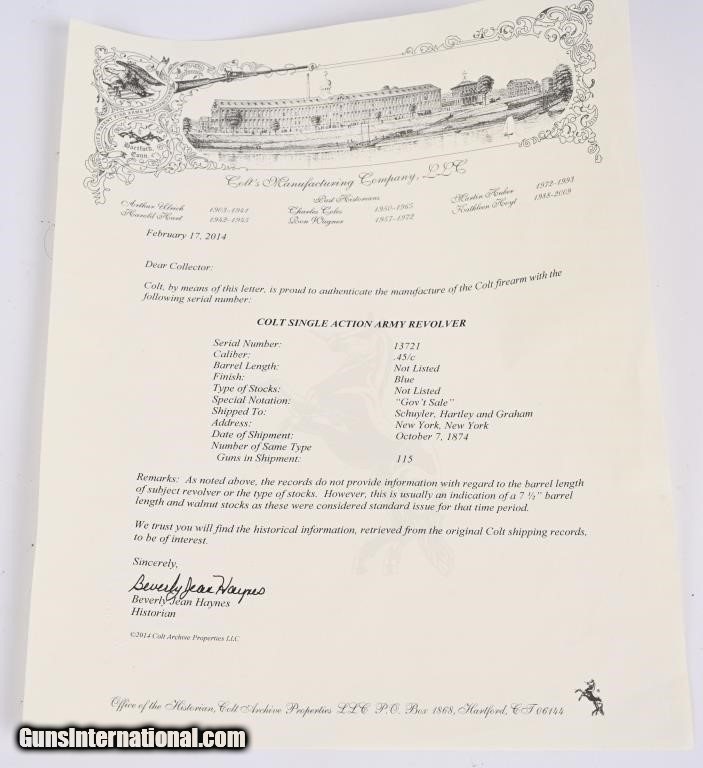 Hartford,
Conn.
Colt's Manufacturing Company, LLC
Past Historians
Arthur Ulrich 1903-1941
Harold Hart 1942-1945
Charles Coles 1950-1965
Don Wagner 1957-1972
Martin Huber 1972-1993
Kathleen Hoyt 1988-2009
February 17, 2014
Dear Collector:
Colt, by means of this letter, is proud to authenticate the manufacture of the Colt firearm with the
following serial number:
COLT SINGLE ACTION ARMY REVOLVER
Serial Number: 13721
Caliber: .45/c
Barrel Length: Not Listed
Finish: Blue
Type of Stocks: Not Listed
Special Notation: "Gov't Sale"
Shipped To: Schuyler, Hartley and Graham
Address: New York, New York
Date of Shipment: October 7, 1874
Number of Same Type
Guns in Shipment: 115
Remarks: As noted above, the records do not provide information with regard to the barrel length
of subject revolver or the type of stocks. However, this is usually an indication of a 7 ½" barrel
length and walnut stocks as these were considered standard issue for that time period.
We trust you will find the historical information, retrieved from the original Colt shipping records,
to be of interest.
Sincerely,
Beverly Jean Haynes
Beverly Jean Haynes
Historian
©2014 Colt Archive Properties LLC
Office of the Historian, Colt Archive Properties LLC P.O. Box 1868, Hartford, CT 06144
GunsInternational.com